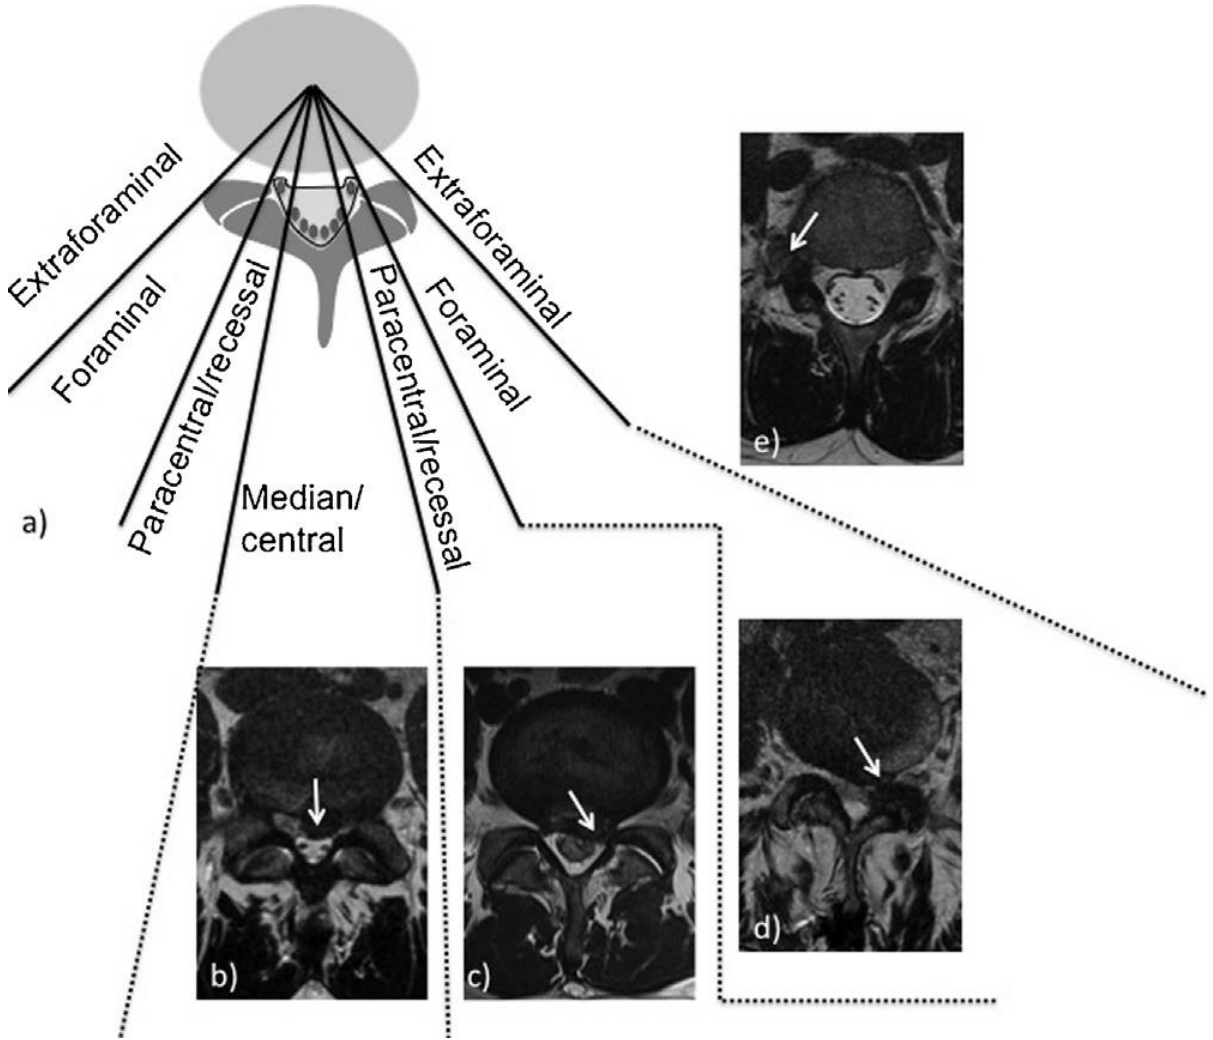 Extraforaminal
Foraminal
Paracentral/recessal
Median/
central
Paracentral/recessal
Foraminal
Extraforaminal
a)
b)
c)
d)
e)